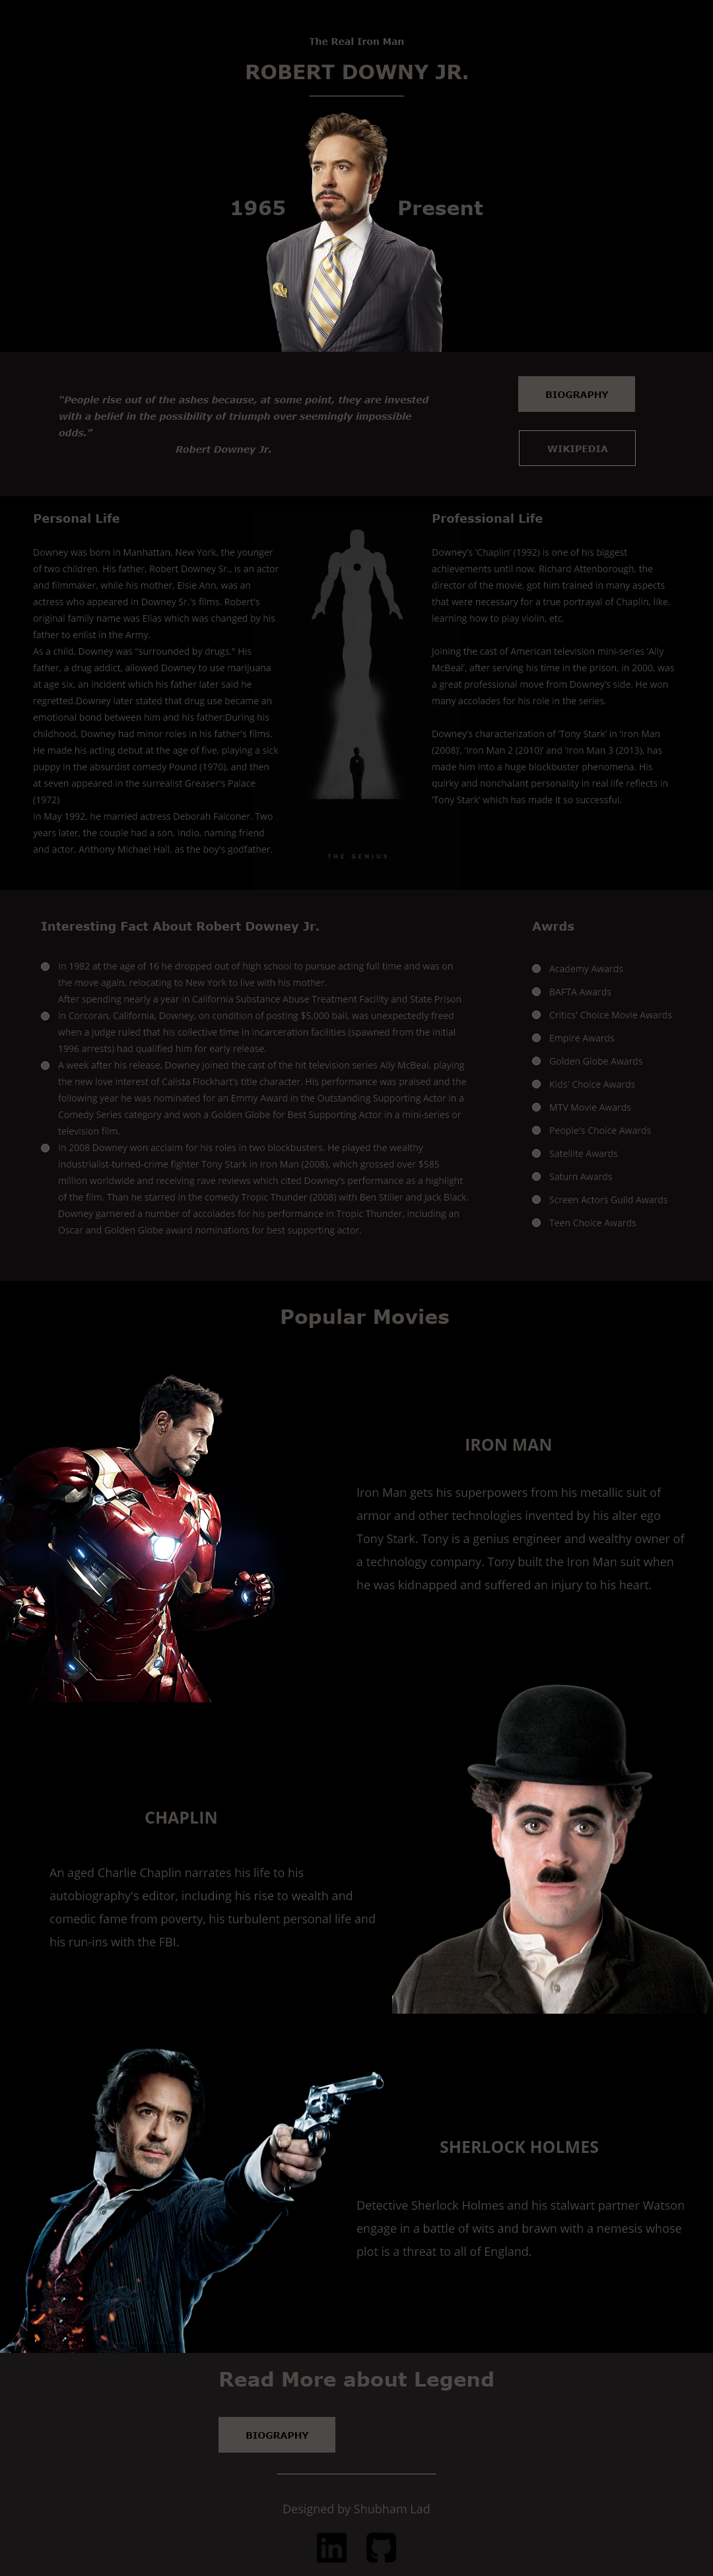 The Real Iron Man
ROBERT DOWNY JR.
1965
Present
"People rise out of the ashes because, at some point, they are invested
with a belief in the possibility of triumph over seemingly impossible
odds.”
Robert Downey Jr.
BIOGRAPHY
WIKIPEDIA
Personal Life
Downey was born in Manhattan, New York, the younger
of two children. His father, Robert Downey Sr., is an actor
and filmmaker, while his mother, Elsie Ann, was an
actress who appeared in Downey Sr.'s films. Robert's
original family name was Elias which was changed by his
father to enlist in the Army.
As a child, Downey was "surrounded by drugs." His
father, a drug addict, allowed Downey to use marijuana
at age six, an incident which his father later said he
regretted.Downey later stated that drug use became an
emotional bond between him and his father:During his
childhood, Downey had minor roles in his father's films.
He made his acting debut at the age of five, playing a sick
puppy in the absurdist comedy Pound (1970), and then
at seven appeared in the surrealist Greaser's Palace
(1972)
In May 1992, he married actress Deborah Falconer. Two
years later, the couple had a son, Indio, naming friend
and actor, Anthony Michael Hall, as the boy's godfather.
THE GENIUS
Professional Life
Downey's 'Chaplin' (1992) is one of his biggest
achievements until now. Richard Attenborough, the
director of the movie, got him trained in many aspects
that were necessary for a true portrayal of Chaplin, like,
learning how to play violin, etc.
Joining the cast of American television mini-series 'Ally
McBeal', after serving his time in the prison, in 2000, was
a great professional move from Downey's side. He won
many accolades for his role in the series.
Downey's characterization of 'Tony Stark' in 'Iron Man
(2008)', 'Iron Man 2 (2010)' and 'Iron Man 3 (2013), has
made him into a huge blockbuster phenomena. His
quirky and nonchalant personality in real life reflects in
'Tony Stark' which has made it so successful.
Interesting Fact About Robert Downey Jr.
In 1982 at the age of 16 he dropped out of high school to pursue acting full time and was on
the move again, relocating to New York to live with his mother.
After spending nearly a year in California Substance Abuse Treatment Facility and State Prison
in Corcoran, California, Downey, on condition of posting $5,000 bail, was unexpectedly freed
when a judge ruled that his collective time in incarceration facilities (spawned from the initial
1996 arrests) had qualified him for early release.
A week after his release, Downey joined the cast of the hit television series Ally McBeal, playing
the new love interest of Calista Flockhart's title character. His performance was praised and the
following year he was nominated for an Emmy Award in the Outstanding Supporting Actor in a
Comedy Series category and won a Golden Globe for Best Supporting Actor in a mini-series or
television film.
In 2008 Downey won acclaim for his roles in two blockbusters. He played the wealthy
industrialist-turned-crime fighter Tony Stark in Iron Man (2008), which grossed over $585
million worldwide and receiving rave reviews which cited Downey's performance as a highlight
of the film, Than he starred in the comedy Tropic Thunder (2008) with Ben Stiller and Jack Black.
Downey garnered a number of accolades for his performance in Tropic Thunder, including an
Oscar and Golden Globe award nominations for best supporting actor.
Awrds
Academy Awards
BAFTA Awards
Critics' Choice Movie Awards
Empire Awards
Golden Globe Awards
Kids' Choice Awards
MTV Movie Awards
People's Choice Awards
Satellite Awards
Saturn Awards
Screen Actors Guild Awards
Teen Choice Awards
Popular Movies
IRON MAN
Iron Man gets his superpowers from his metallic suit of
armor and other technologies invented by his alter ego
Tony Stark. Tony is a genius engineer and wealthy owner of
a technology company. Tony built the Iron Man suit when
he was kidnapped and suffered an injury to his heart.
CHAPLIN
An aged Charlie Chaplin narrates his life to his
autobiography's editor, including his rise to wealth and
comedic fame from poverty, his turbulent personal life and
his run-ins with the FBI.
SHERLOCK HOLMES
Detective Sherlock Holmes and his stalwart partner Watson
engage in a battle of wits and brawn with a nemesis whose
plot is a threat to all of England.
Read More about Legend
BIOGRAPHY
Designed by Shubham Lad